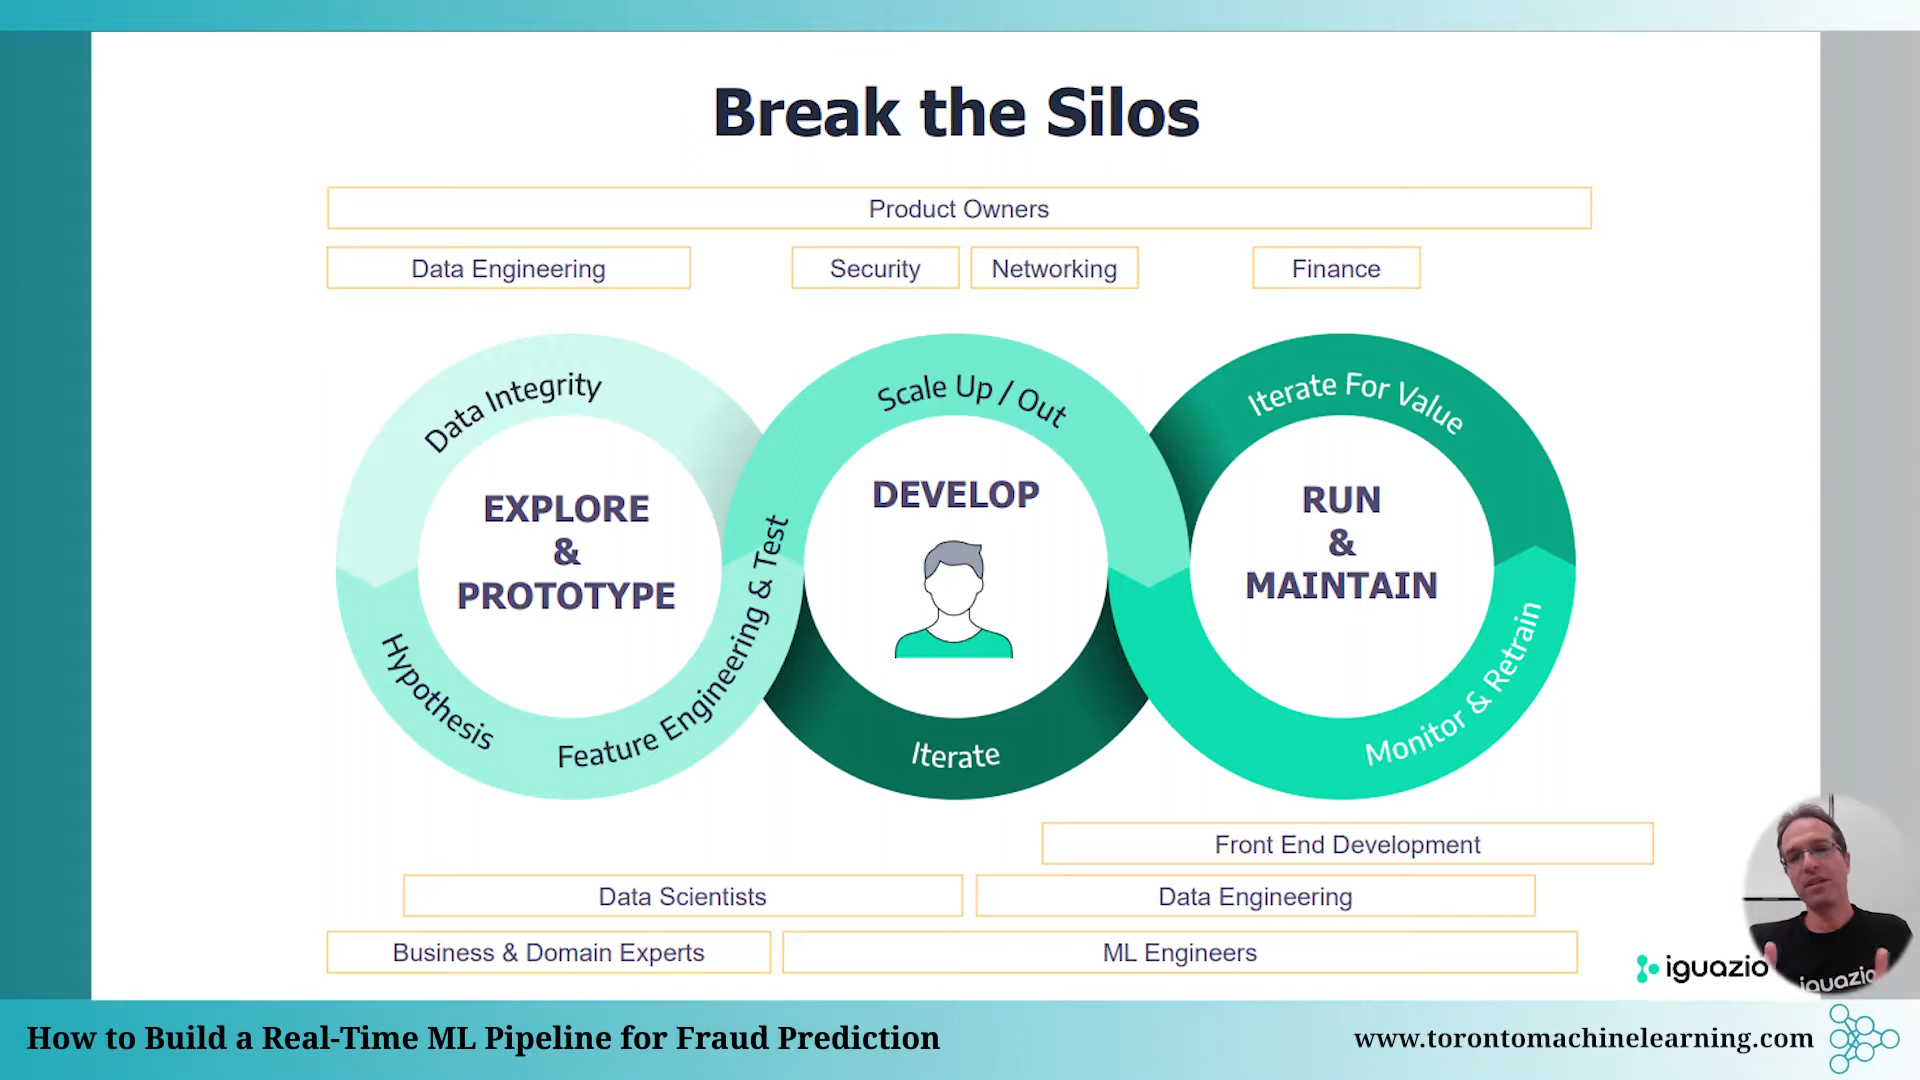 Break the Silos
Product Owners
Data Engineering
Security
Networking
Finance
Data Integrity
Hypothesis
Feature Engineering & Test
EXPLORE
&
PROTOTYPE
Scale Up / Out
DEVELOP
Iterate
Iterate For Value
RUN
&
MAINTAIN
Monitor & Retrain
Front End Development
Data Scientists
Data Engineering
Business & Domain Experts
ML Engineers
iguazio
iguazio
How to Build a Real-Time ML Pipeline for Fraud Prediction
www.torontomachinelearning.com